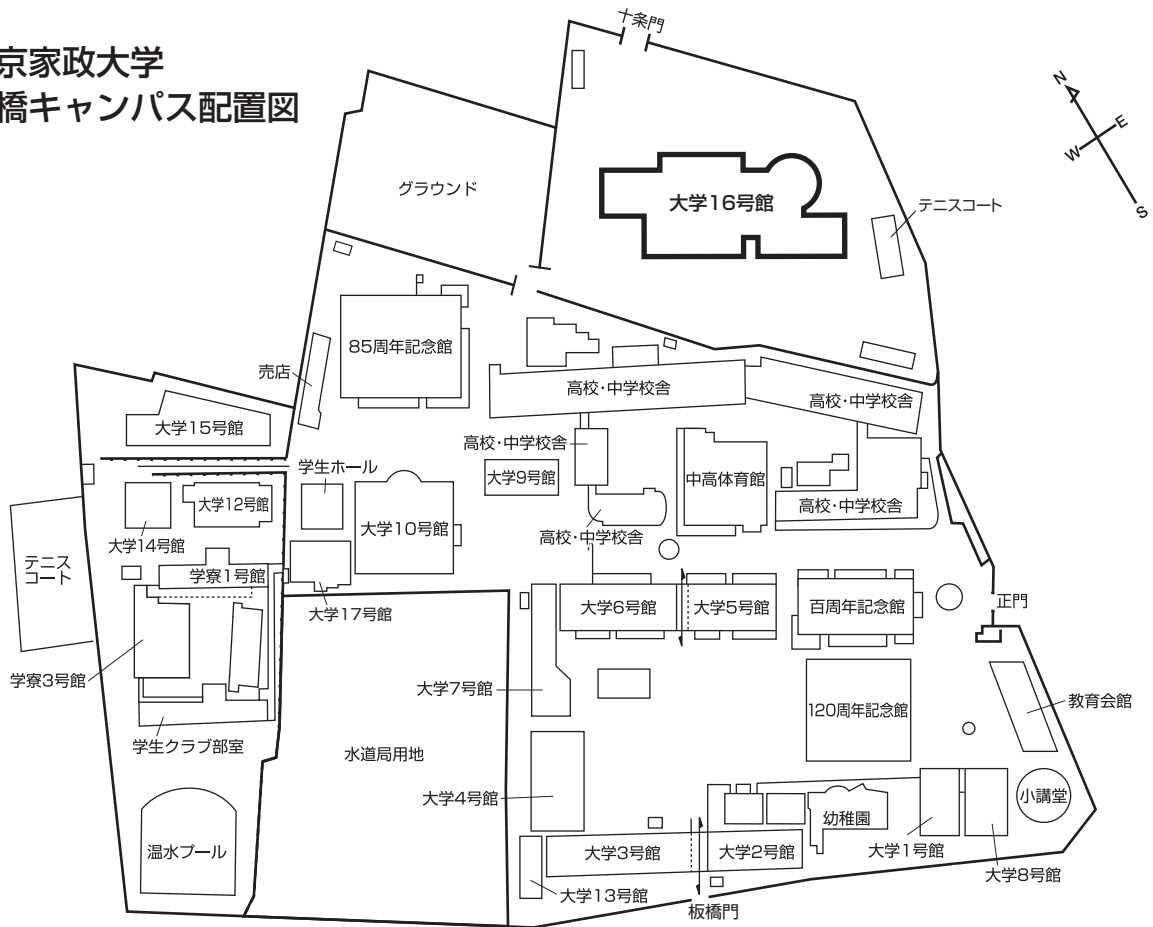 京家政大学
橋キャンパス配置図
十条門
N
E
W
S
グラウンド
大学16号館
テニスコート
85周年記念館
売店
高校・中学校舎
高校・中学校舎
大学15号館
高校・中学校舎
学生ホール
大学9号館
中高体育館
大学12号館
大学10号館
高校・中学校舎
高校・中学校舎
大学14号館
テニス
コート
学寮1号館
大学17号館
大学6号館
大学5号館
百周年記念館
正門
学寮3号館
大学7号館
120周年記念館
教育会館
学生クラブ部室
水道局用地
大学4号館
小講堂
幼稚園
温水プール
大学3号館
大学2号館
大学1号館
大学8号館
大学13号館
板橋門